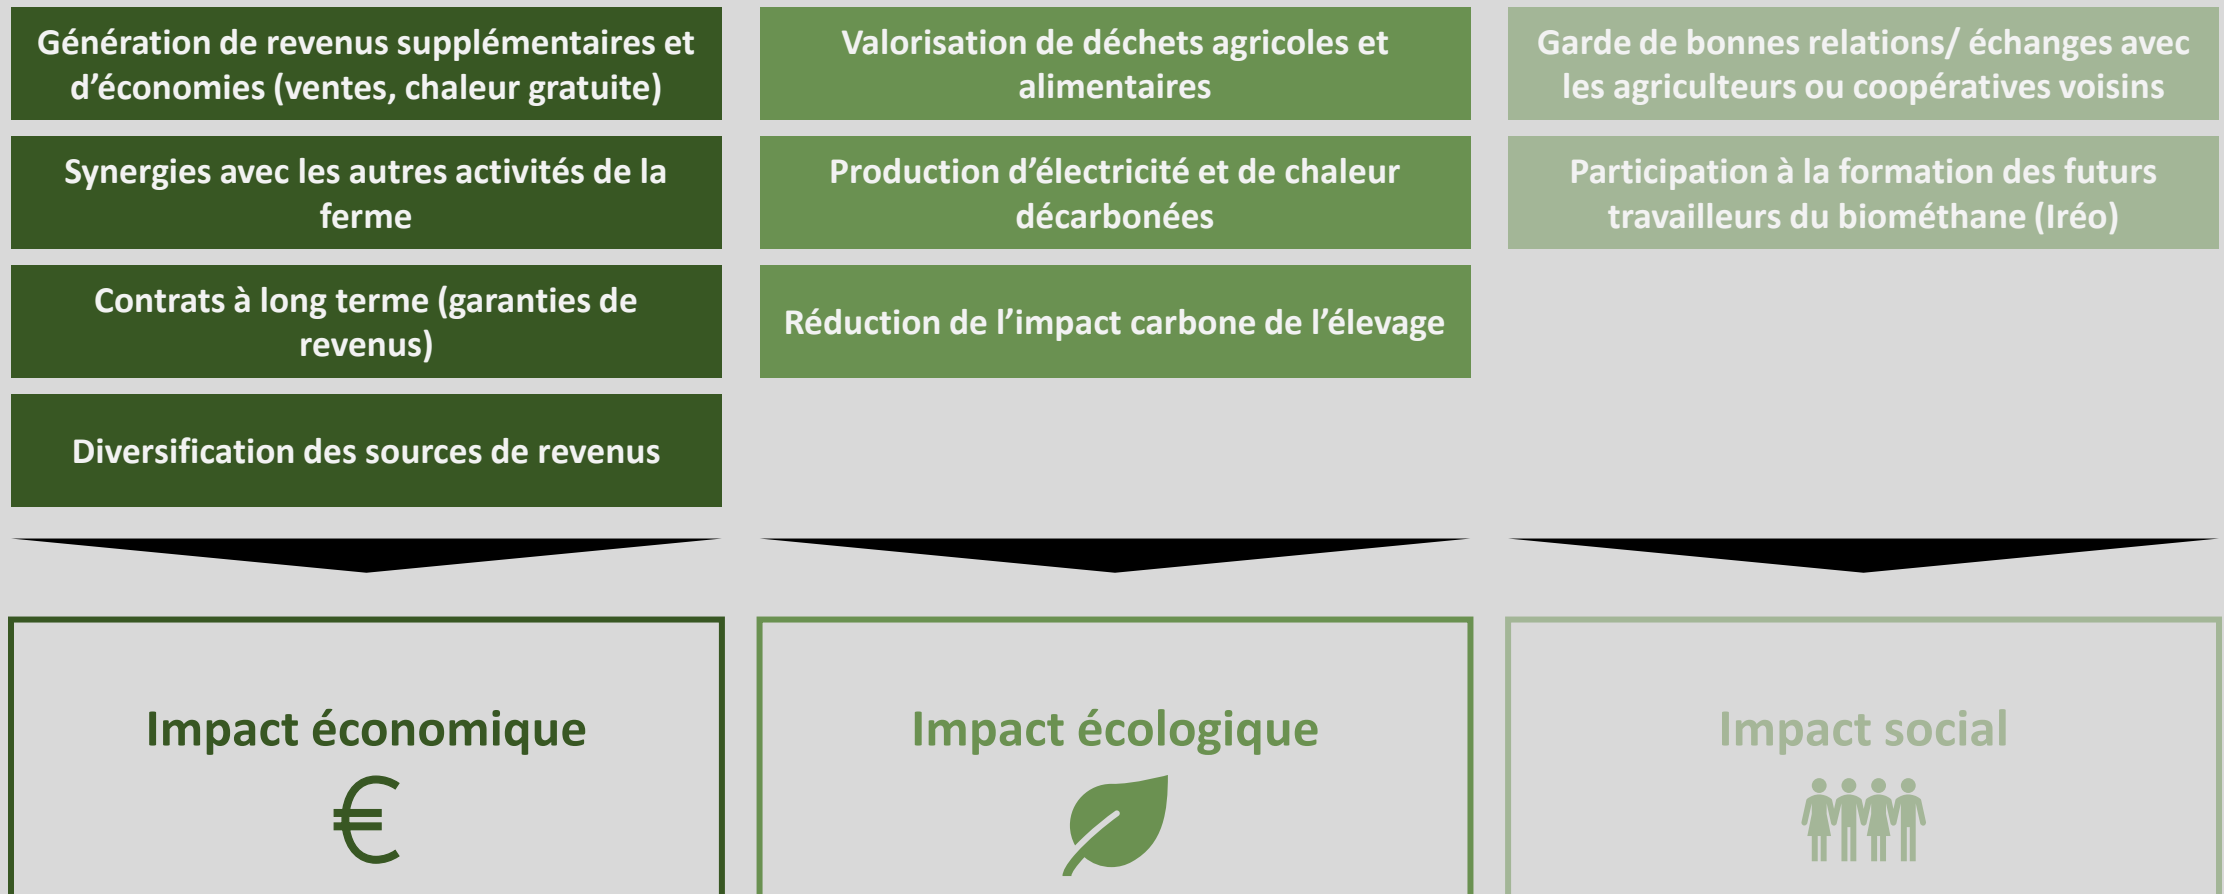 Génération de revenus supplémentaires et
d’économies (ventes, chaleur gratuite)
Synergies avec les autres activités de la
ferme
Contrats à long terme (garanties de
revenus)
Diversification des sources de revenus
Valorisation de déchets agricoles et
alimentaires
Production d’électricité et de chaleur
décarbonées
Réduction de l’impact carbone de l’élevage
Garde de bonnes relations/ échanges avec
les agriculteurs ou coopératives voisins
Participation à la formation des futurs
travailleurs du biométhane (Iréo)
Impact économique
€
Impact écologique
Impact social